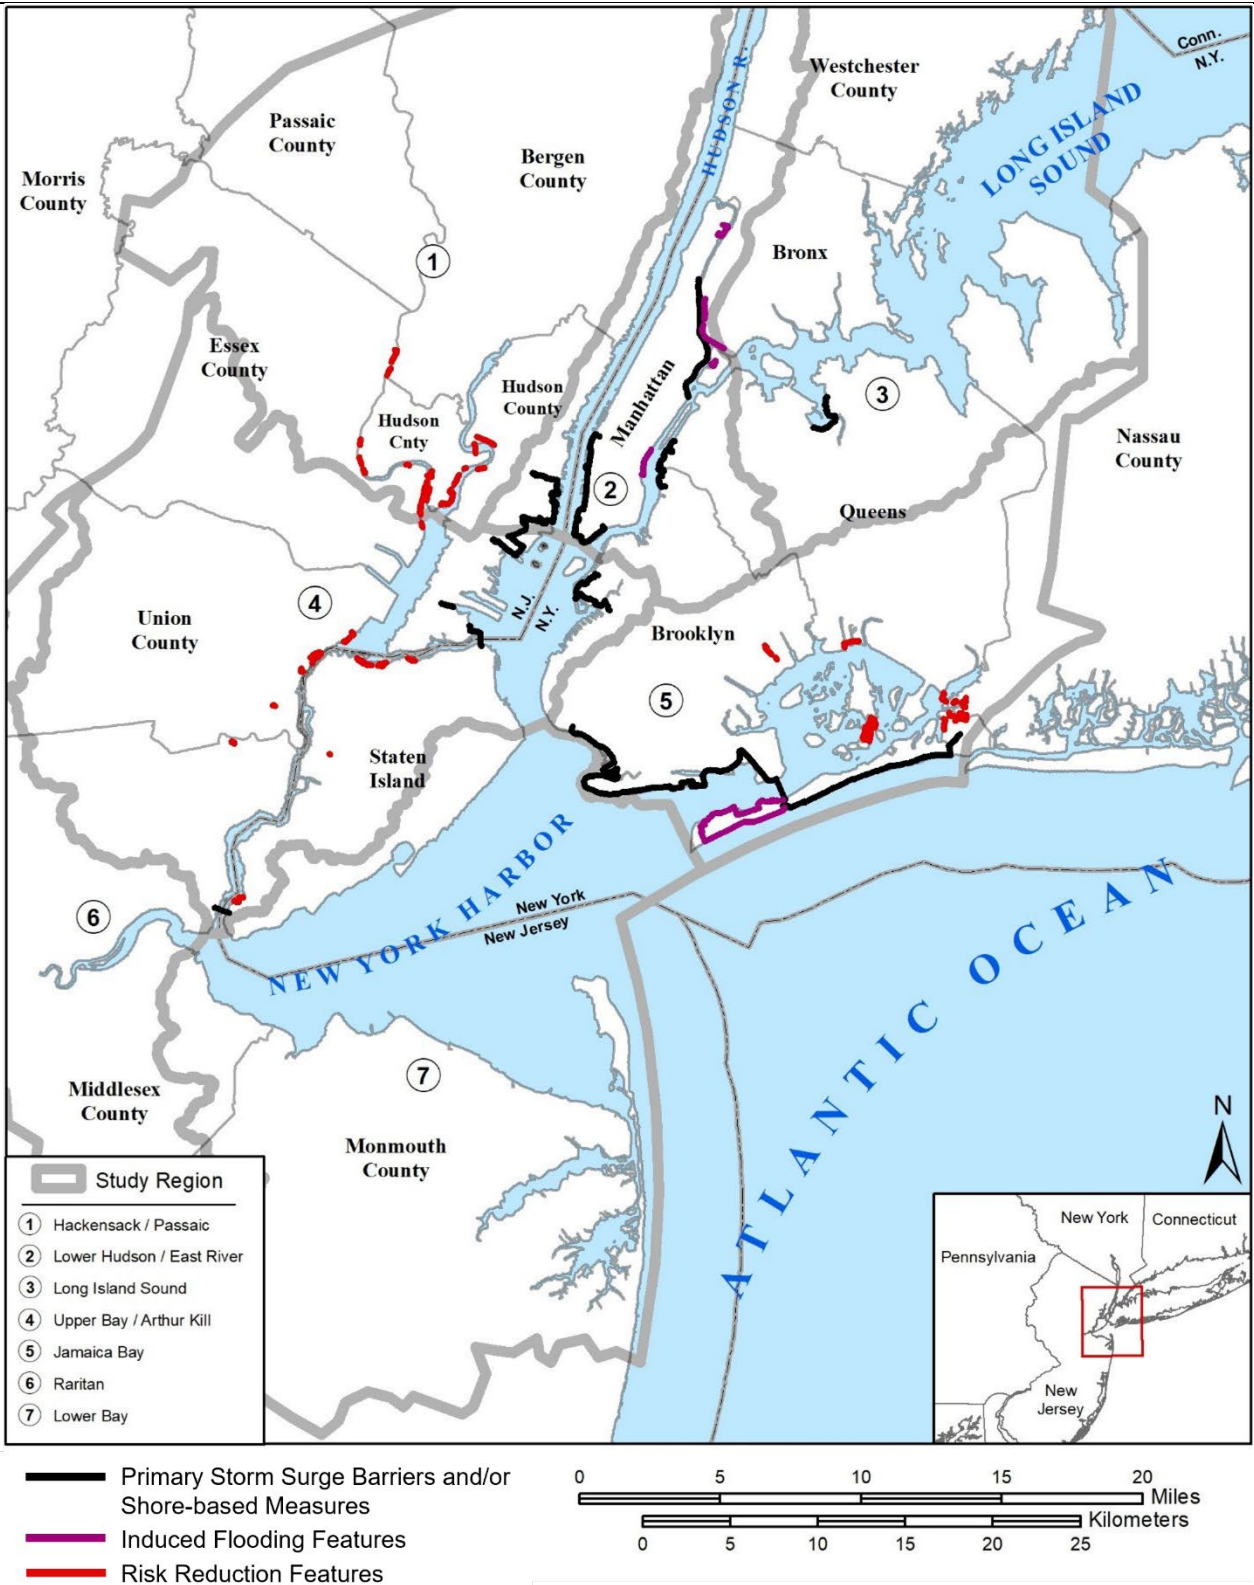 Westchester
County
Conn.
N.Y.
HUDSON R.
LONG ISLAND
SOUND
Passaic
County
Bergen
County
Morris
County
1
Bronx
Essex
County
Hudson
County
Manhattan
3
Hudson
Cnty
Nassau
County
2
Queens
4
N.J.
N.Y.
Union
County
Brooklyn
5
Staten
Island
NEW YORK HARBOR
New York
New Jersey
6
ATLANTIC OCEAN
7
Middlesex
County
Monmouth
County
N
Study Region
1 Hackensack / Passaic
2 Lower Hudson / East River
3 Long Island Sound
4 Upper Bay / Arthur Kill
5 Jamaica Bay
6 Raritan
7 Lower Bay
New York
Connecticut
Pennsylvania
New
Jersey
Primary Storm Surge Barriers and/or
Shore-based Measures
Induced Flooding Features
Risk Reduction Features
0 5 10 15 20
Miles
Kilometers
0 5 10 15 20 25